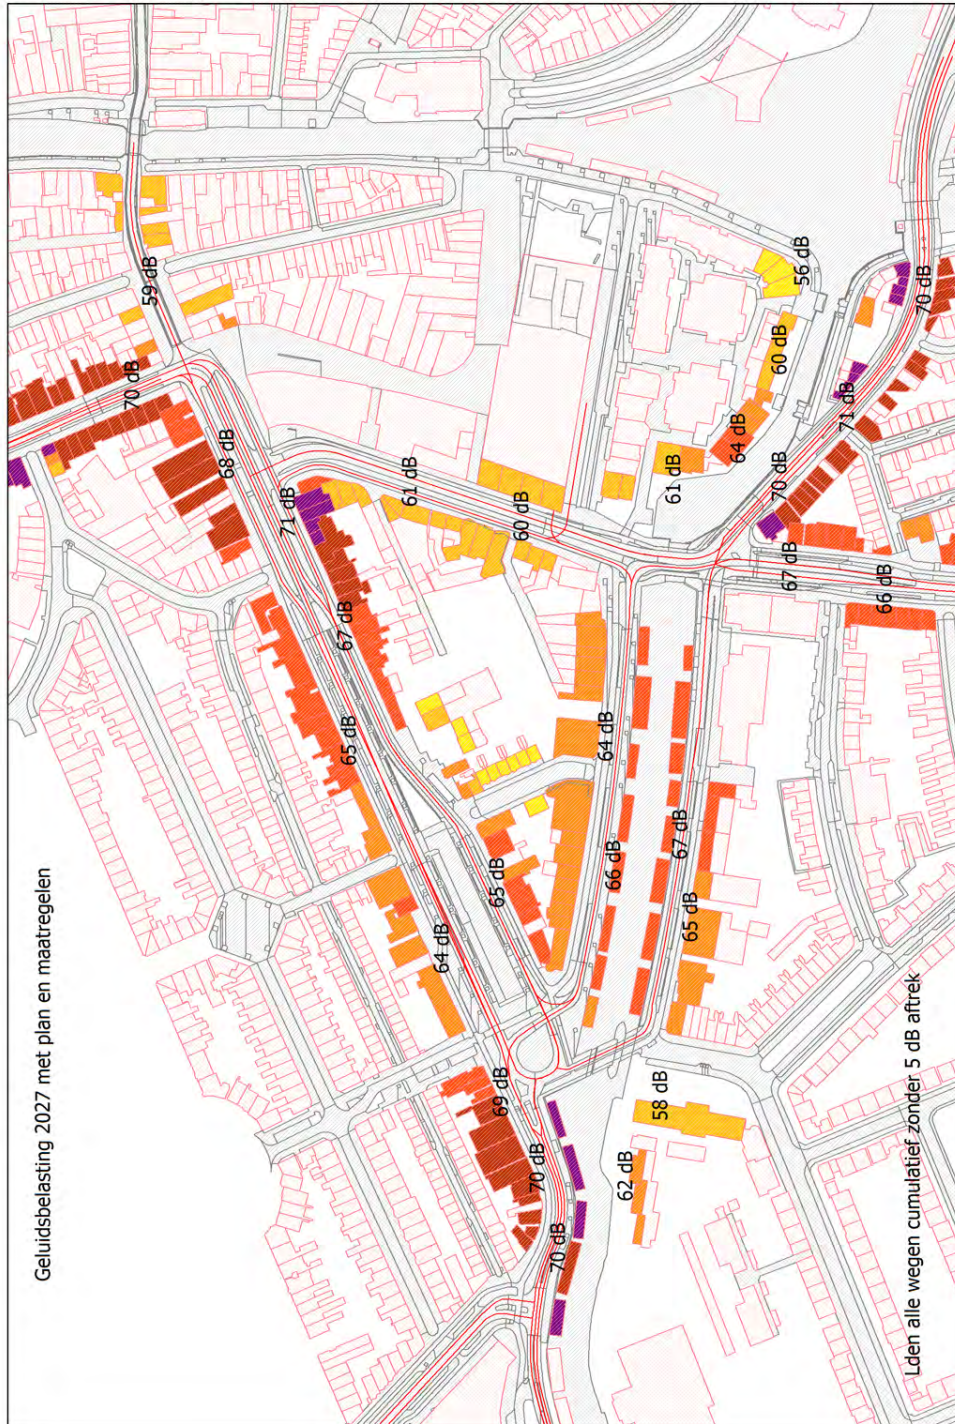 Geluidsbelasting 2027 met plan en maatregelen
70 dB
59 dB
68 dB
71 dB
67 dB
65 dB
61 dB
64 dB
65 dB
69 dB
60 dB
70 dB
70 dB
64 dB
66 dB
62 dB
58 dB
61 dB
67 dB
65 dB
64 dB
70 dB
60 dB
67 dB
56 dB
71 dB
66 dB
Lden alle wegen cumulatief zonder 5 dB aftrek
70 dB